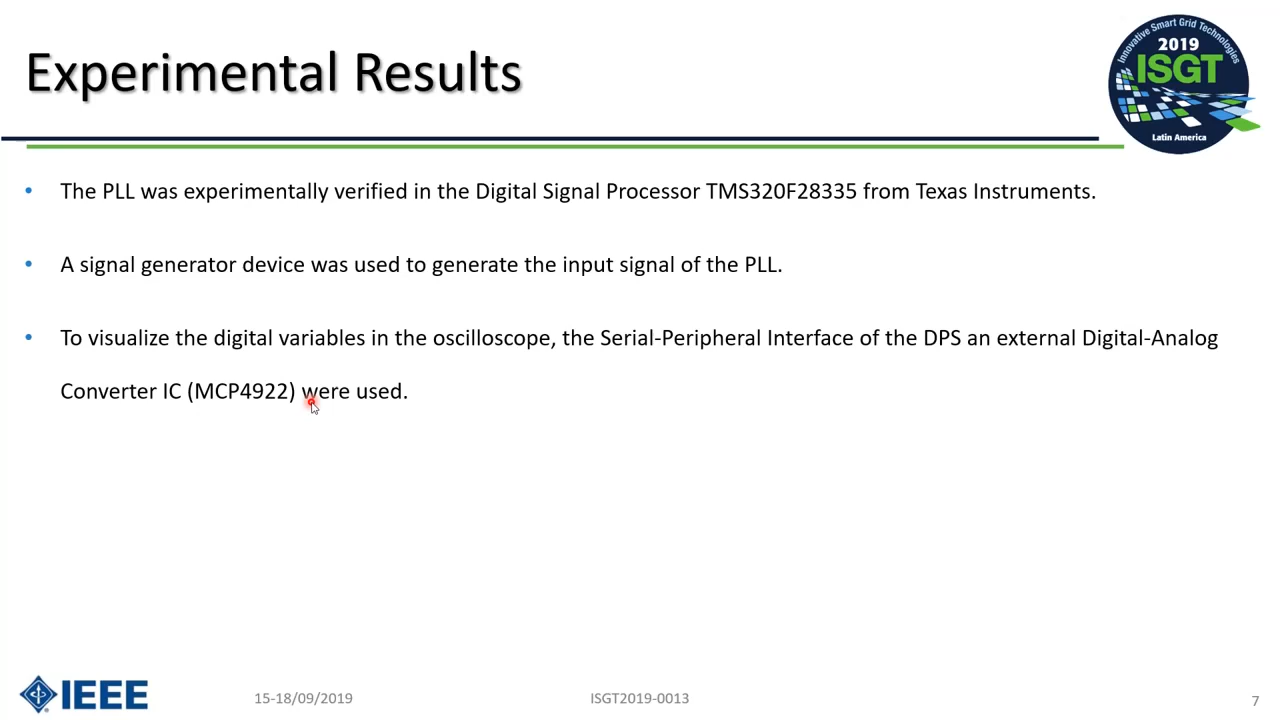 Experimental Results
Innovative Smart Grid Technologies
2019
ISGT
Latin America
• The PLL was experimentally verified in the Digital Signal Processor TMS320F28335 from Texas Instruments.
• A signal generator device was used to generate the input signal of the PLL.
• To visualize the digital variables in the oscilloscope, the Serial-Peripheral Interface of the DPS an external Digital-Analog
Converter IC (MCP4922) were used.
IEEE
15-18/09/2019
ISGT2019-0013
7